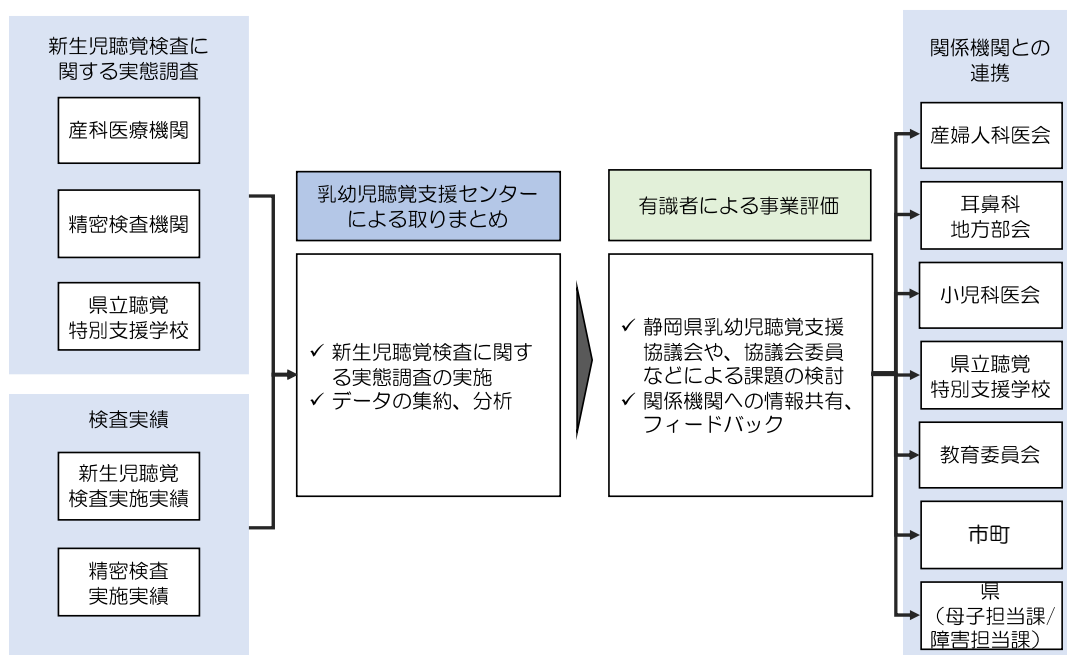 新生児聴覚検査に
関する実態調査
産科医療機関
精密検査機関
県立聴覚
特別支援学校
検査実績
新生児聴覚
検査実施実績
精密検査
実施実績
乳幼児聴覚支援センター
による取りまとめ
✓ 新生児聴覚検査に関す
る実態調査の実施
✓ データの集約、分析
有識者による事業評価
✓ 静岡県乳幼児聴覚支援
協議会や、協議会委員
などによる課題の検討
✓ 関係機関への情報共有、
フィードバック
関係機関との
連携
産婦人科医会
耳鼻科
地方部会
小児科医会
県立聴覚
特別支援学校
教育委員会
市町
県
（母子担当課/
障害担当課）